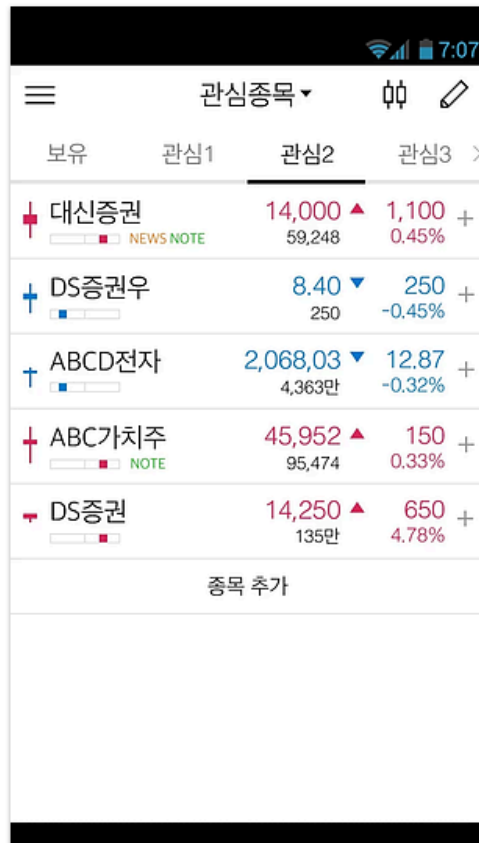 7:07
관심종목
보유 관심1 관심2 관심3
대신증권 14,000 ▲ 1,100 +
NEWS NOTE 59,248 0.45%
DS증권우 8.40 ▼ 250 +
250 -0.45%
ABCD전자 2,068,03 ▼ 12.87 +
4,363만 -0.32%
ABC가치주 45,952 ▲ 150 +
NOTE 95,474 0.33%
DS증권 14,250 ▲ 650 +
135만 4.78%
종목 추가